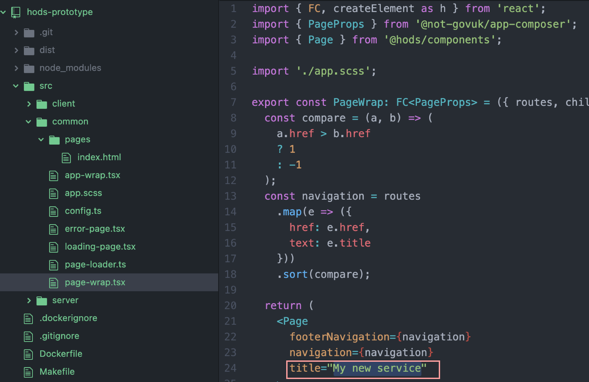 hods-prototype
.git
dist
node_modules
src
client
common
pages
index.html
app-wrap.tsx
app.scss
config.ts
error-page.tsx
loading-page.tsx
page-loader.ts
page-wrap.tsx
server
.dockerignore
.gitignore
Dockerfile
Makefile
1 import { FC, createElement as h } from 'react';
2 import { PageProps } from '@not-govuk/app-composer';
3 import { Page } from '@hods/components';
4
5 import './app.scss';
6
7 export const PageWrap: FC<PageProps> = ({ routes, chil
8 const compare = (a, b) => (
9 a.href > b.href
10 ? 1
11 : -1
12 );
13 const navigation = routes
14 .map(e => ({
15 href: e.href,
16 text: e.title
17 }))
18 .sort(compare);
19
20 return (
21 <Page
22 footerNavigation={navigation}
23 navigation={navigation}
24 title="My new service"